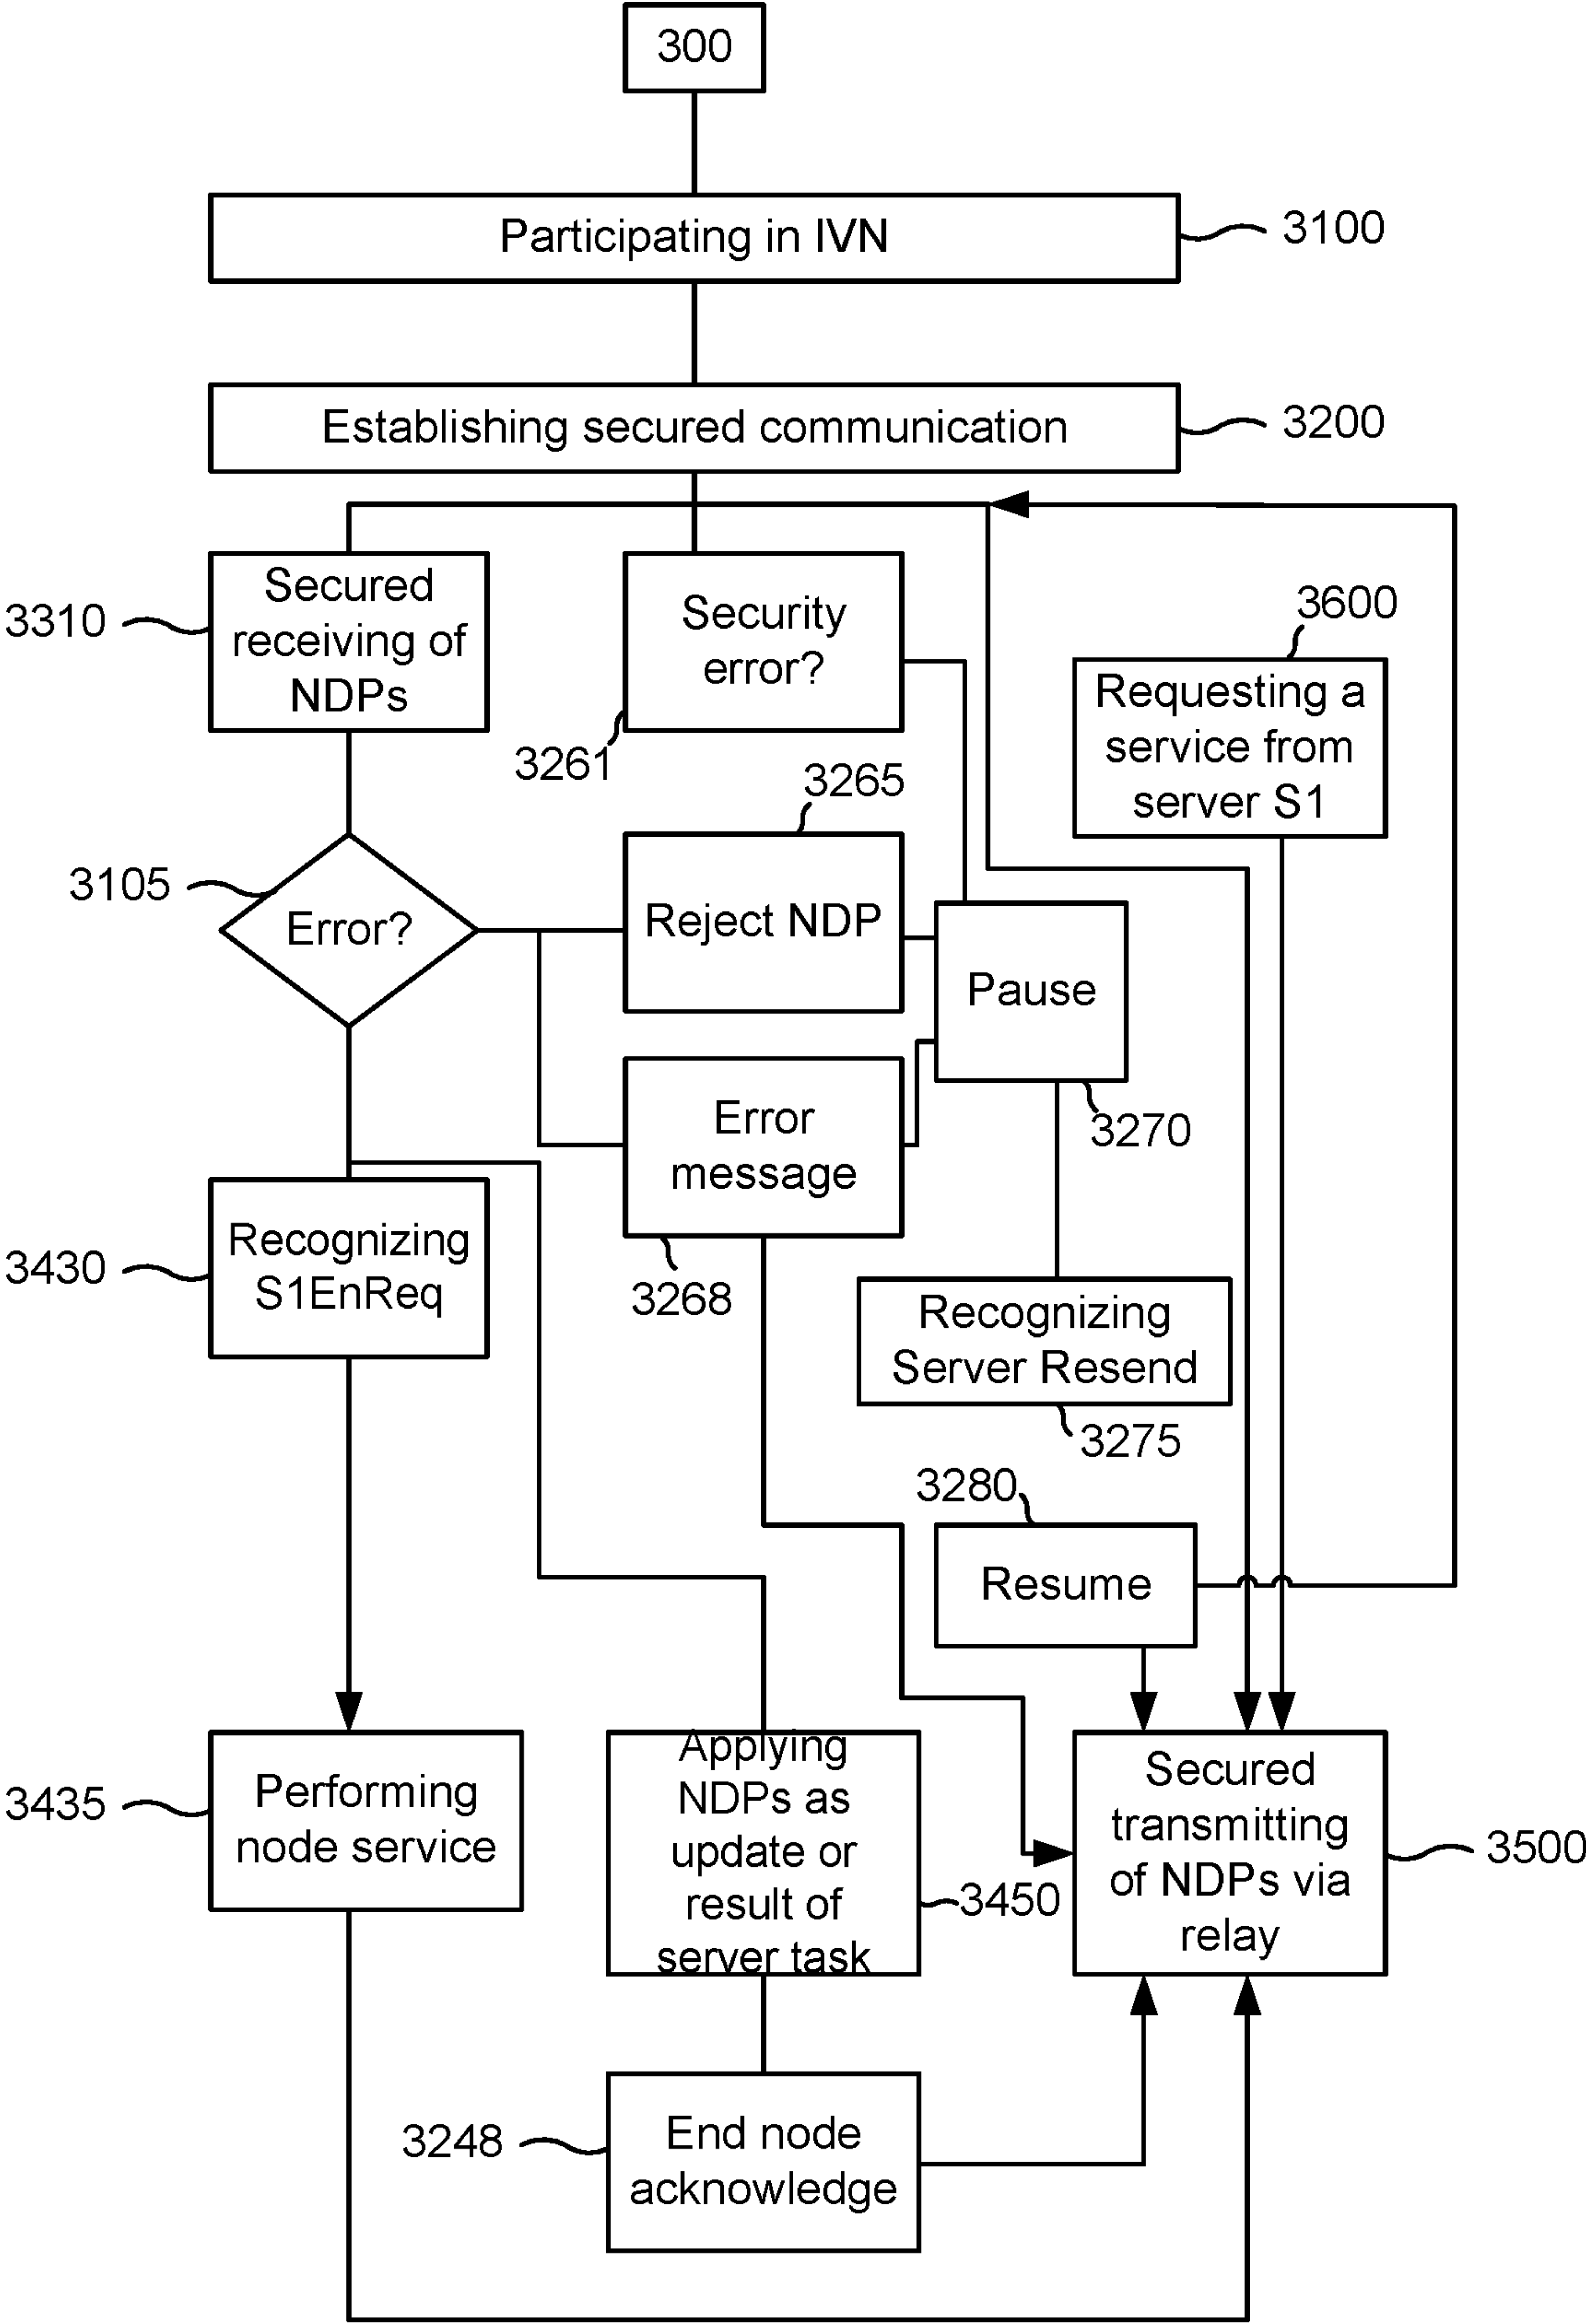 300
Participating in IVN
3100
Establishing secured communication
3200
3310
Secured
receiving of
NDPs
Security
error?
3261
3600
Requesting a
service from
server S1
3265
3105
Error?
Reject NDP
Pause
3270
Error
message
3268
3430
Recognizing
S1EnReq
Recognizing
Server Resend
3275
3280
Resume
3435
Performing
node service
Applying
NDPs as
update or
result of
server task
3450
Secured
transmitting
of NDPs via
relay
3500
3248
End node
acknowledge